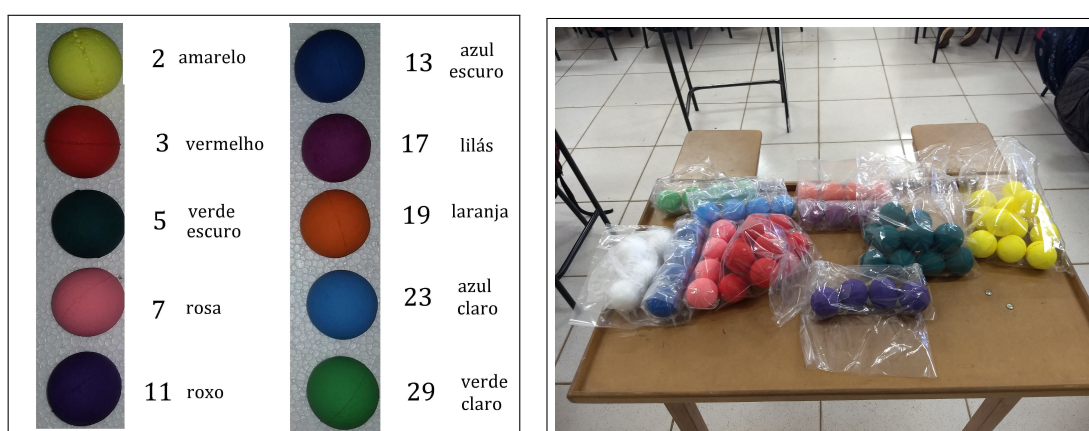 2 amarelo
3 vermelho
5 verde
escuro
7 rosa
11 roxo
13 azul
escuro
17 lilás
19 laranja
23 azul
claro
29 verde
claro